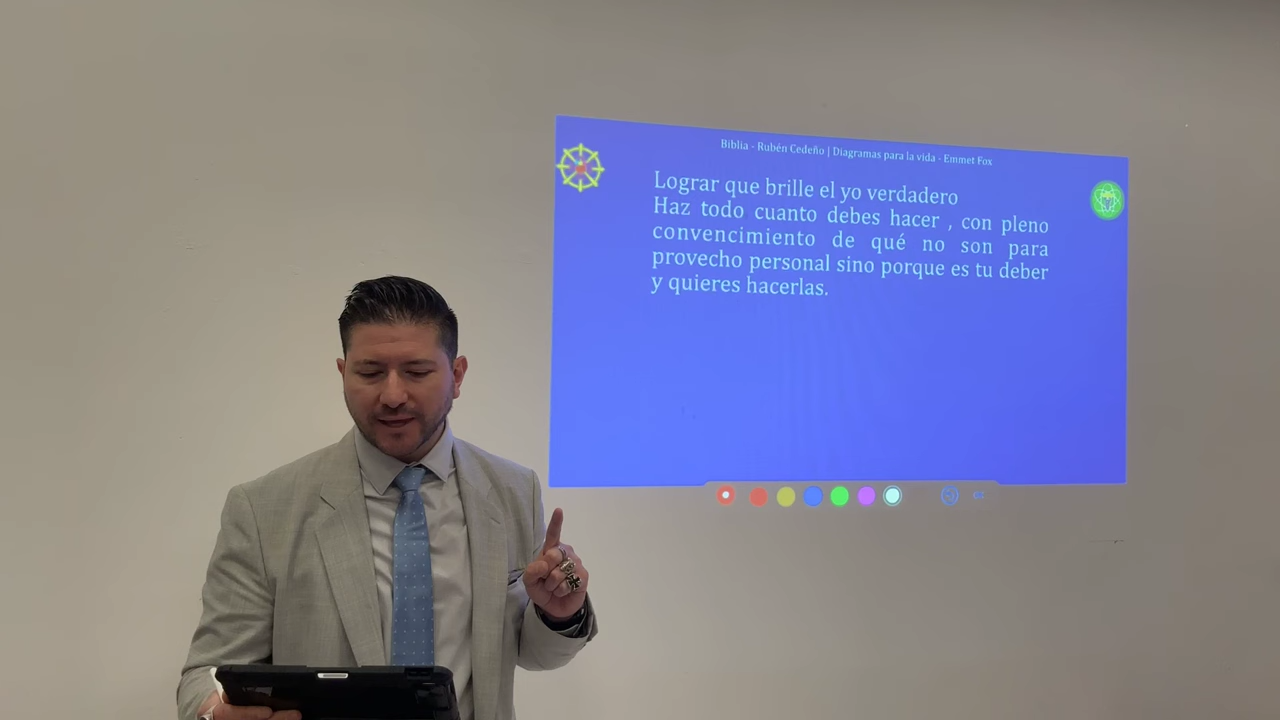 Biblia - Rubén Cedeño | Diagramas para la vida - Emmet Fox
Lograr que brille el yo verdadero
Haz todo cuanto debes hacer , con pleno
convencimiento de qué no son para
provecho personal sino porque es tu deber
y quieres hacerlas.